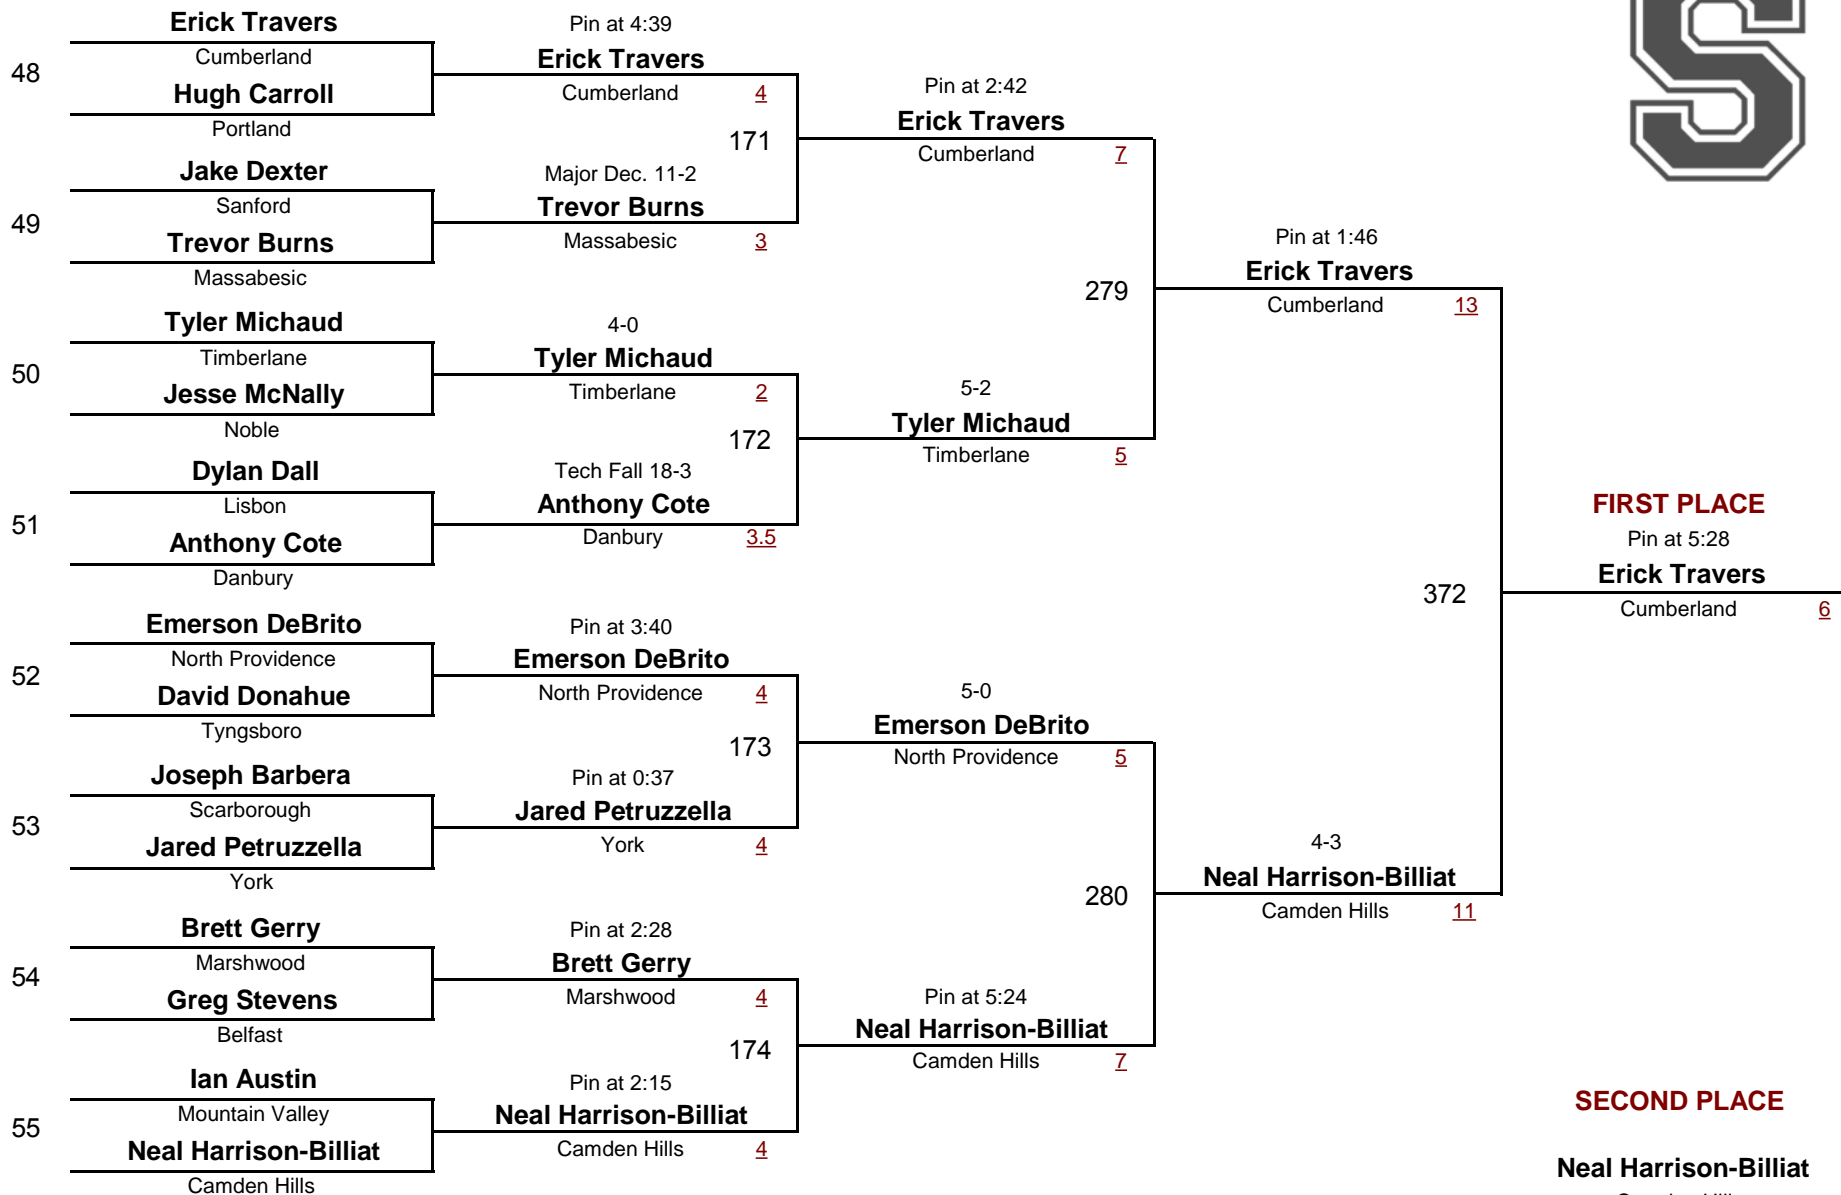 Erick Travers
Cumberland
48
Hugh Carroll
Portland
Jake Dexter
Sanford
49
Trevor Burns
Massabesic
Tyler Michaud
Timberlane
50
Jesse McNally
Noble
Dylan Dall
Lisbon
51
Anthony Cote
Danbury
Emerson DeBrito
North Providence
52
David Donahue
Tyngsboro
Joseph Barbera
Scarborough
53
Jared Petruzzella
York
Brett Gerry
Marshwood
54
Greg Stevens
Belfast
Ian Austin
Mountain Valley
55
Neal Harrison-Billiat
Camden Hills
Pin at 4:39
Erick Travers
Cumberland 4
171
Major Dec. 11-2
Trevor Burns
Massabesic 3
4-0
Tyler Michaud
Timberlane 2
172
Tech Fall 18-3
Anthony Cote
Danbury 3.5
Pin at 3:40
Emerson DeBrito
North Providence 4
173
Pin at 0:37
Jared Petruzzella
York 4
Pin at 2:28
Brett Gerry
Marshwood 4
174
Pin at 2:15
Neal Harrison-Billiat
Camden Hills 4
Pin at 2:42
Erick Travers
Cumberland 7
279
5-2
Tyler Michaud
Timberlane 5
5-0
Emerson DeBrito
North Providence 5
280
Pin at 5:24
Neal Harrison-Billiat
Camden Hills 7
Pin at 1:46
Erick Travers
Cumberland 13
372
4-3
Neal Harrison-Billiat
Camden Hills 11
S
FIRST PLACE
Pin at 5:28
Erick Travers
Cumberland 6
SECOND PLACE
Neal Harrison-Billiat